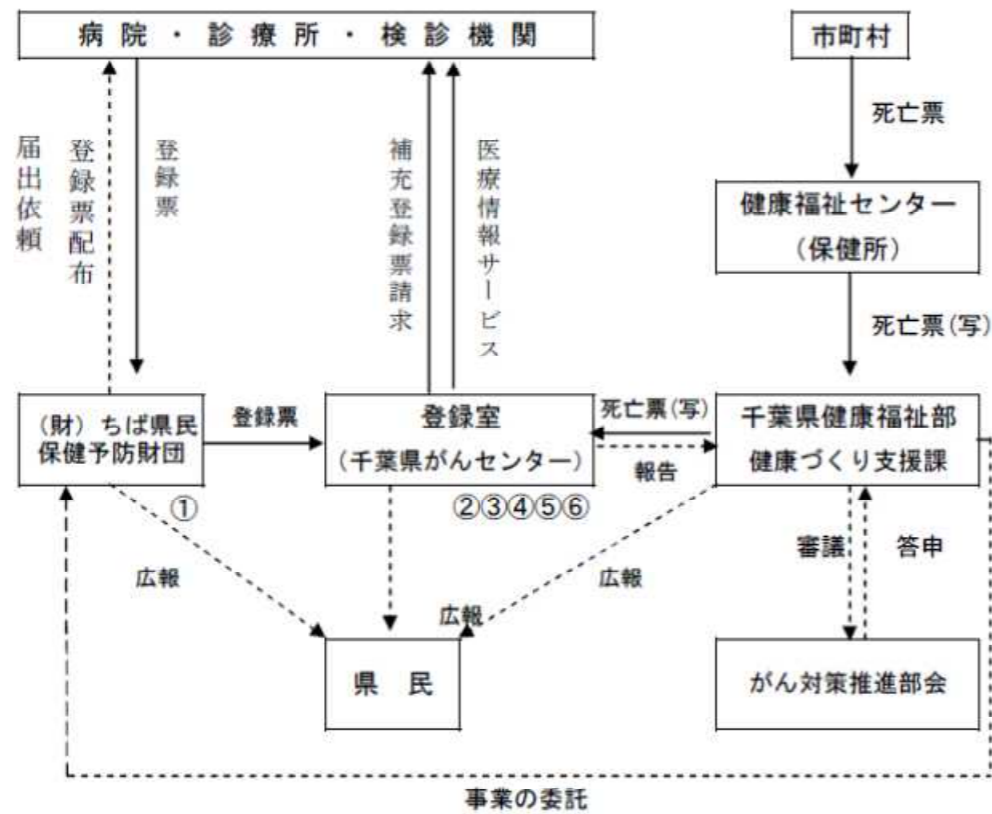 病院・診療所・検診機関
市町村
死亡票
届出依頼
登録票配布
登録票
補充登録票請求
医療情報サービス
健康福祉センター
(保健所)
死亡票(写)
(財)ちば県民
保健予防財団
登録票
登録室
(千葉県がんセンター)
死亡票(写)
報告
千葉県健康福祉部
健康づくり支援課
①
②③④⑤⑥
審議
答申
広報
広報
広報
県民
がん対策推進部会
事業の委託